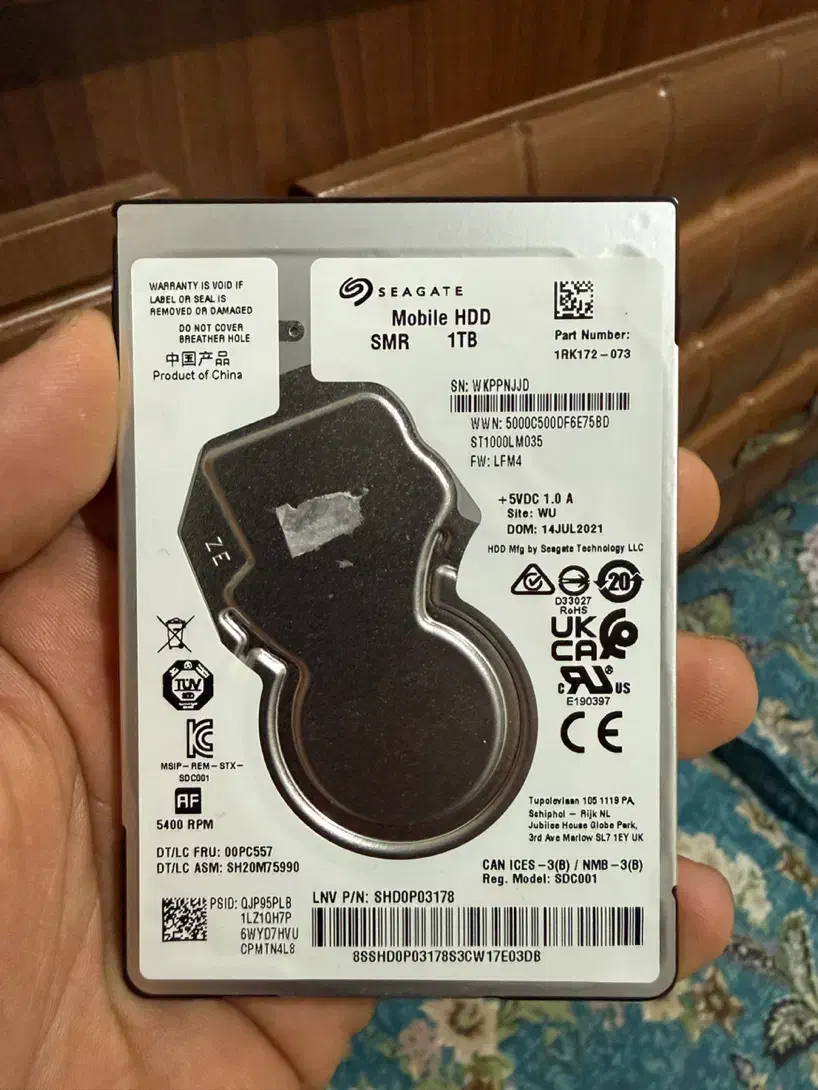 WARRANTY IS VOID IF
LABEL OR SEAL IS
REMOVED OR DAMAGED
DO NOT COVER
BREATHER HOLE
中国产品
Product of China
SEAGATE
Mobile HDD
SMR 1TB
Part Number:
1RK172-073
SN: WKPPNJJD
WWN: 5000C500DF6E75BD
ST1000LM035
FW: LFM4
+5VDC 1.0 A
Site: WU
DOM: 14JUL2021
HDD Mfg by Seagate Technology LLC
20
D33027
RoHS
UK
CA
c RU US
E190397
CE
ZE
TÜV
KC
MSIP-REM-STX-
SDC001
AF
5400 RPM
Tupolevlaan 105 1119 PA,
Schiphol - Rijk NL
Jubilee House Globe Park,
3rd Ave Marlow SL7 1EY UK
DT/LC FRU: 00PC557
DT/LC ASM: SH20M75990
CAN ICES-3(B) / NMB-3(B)
Reg. Model: SDC001
PSID: QJP95PLB
1LZ1QH7P
6WYD7HVU
CPMTN4L8
LNV P/N: SHD0P03178
8SSHD0P03178S3CW17E03DB